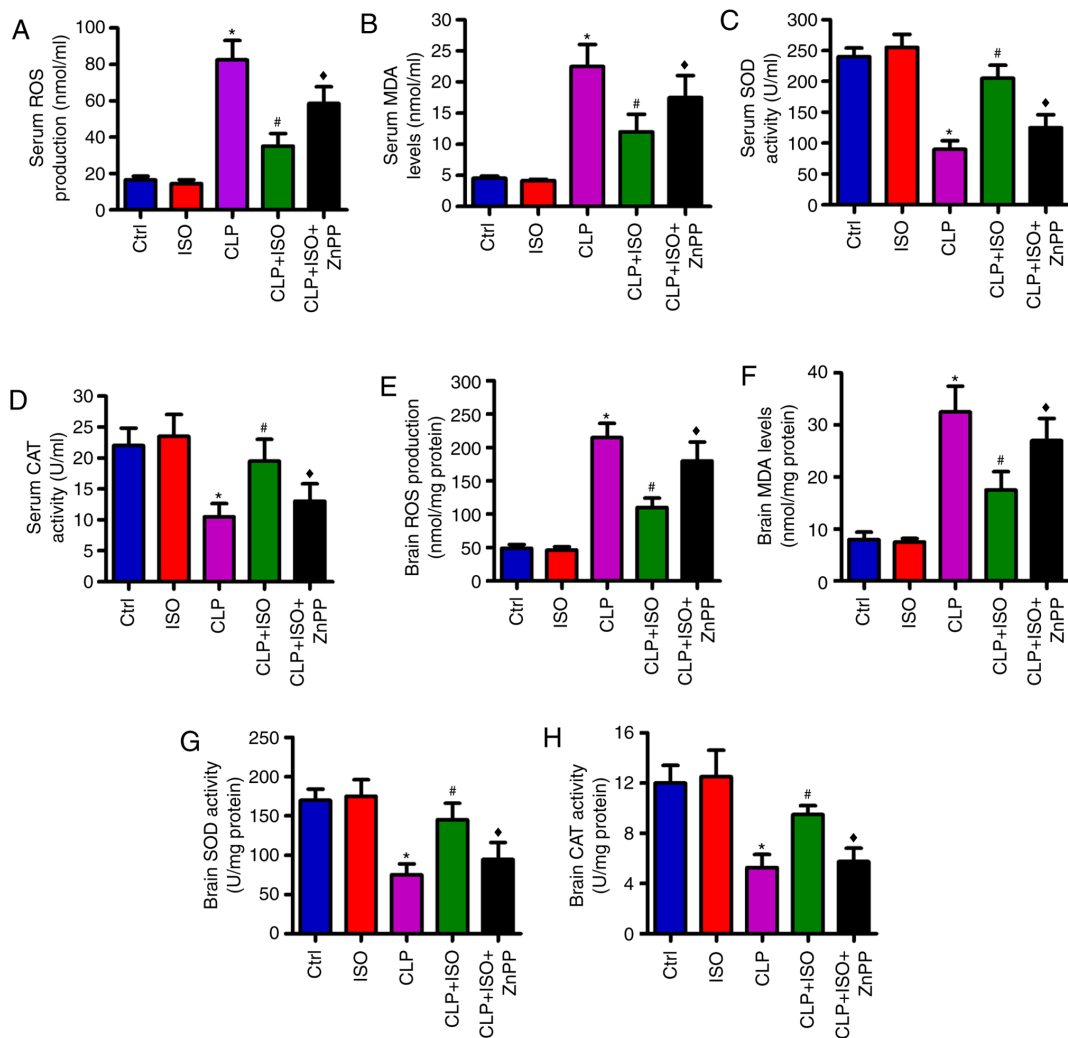 A
Serum ROS
production (nmol/ml)
100
80
60
40
20
0
*
#
♦
Ctrl
ISO
CLP
CLP+ISO
CLP+ISO+
ZnPP
B
Serum MDA
levels (nmol/ml)
30
25
20
15
10
5
0
*
#
♦
Ctrl
ISO
CLP
CLP+ISO
CLP+ISO+
ZnPP
C
Serum SOD
activity (U/ml)
300
250
200
150
100
50
0
*
#
♦
Ctrl
ISO
CLP
CLP+ISO
CLP+ISO+
ZnPP
D
Serum CAT
activity (U/ml)
30
25
20
15
10
5
0
*
#
♦
Ctrl
ISO
CLP
CLP+ISO
CLP+ISO+
ZnPP
E
Brain ROS production
(nmol/mg protein)
300
250
200
150
100
50
0
*
#
♦
Ctrl
ISO
CLP
CLP+ISO
CLP+ISO+
ZnPP
F
Brain MDA levels
(nmol/mg protein)
40
30
20
10
0
*
#
♦
Ctrl
ISO
CLP
CLP+ISO
CLP+ISO+
ZnPP
G
Brain SOD activity
(U/mg protein)
250
200
150
100
50
0
*
#
♦
Ctrl
ISO
CLP
CLP+ISO
CLP+ISO+
ZnPP
H
Brain CAT activity
(U/mg protein)
16
12
8
4
0
*
#
♦
Ctrl
ISO
CLP
CLP+ISO
CLP+ISO+
ZnPP